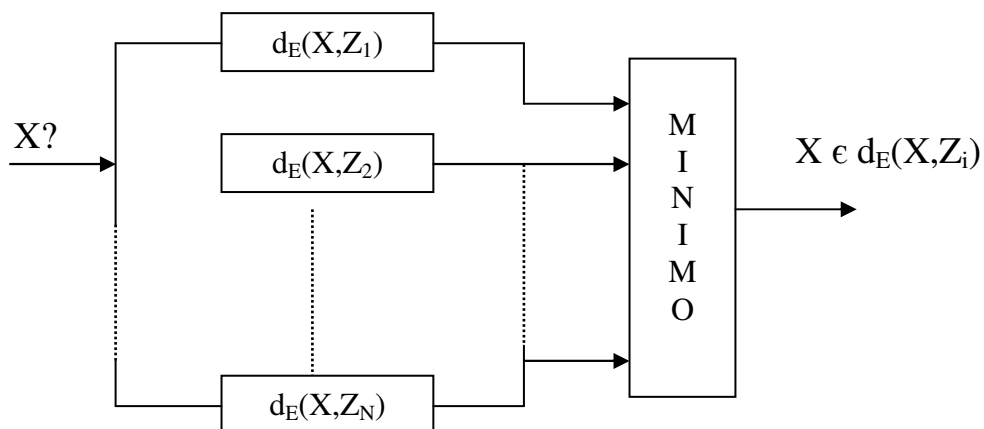 X?
d_E(X,Z_1)
d_E(X,Z_2)
d_E(X,Z_N)
M
I
N
I
M
O
X є d_E(X,Z_i)